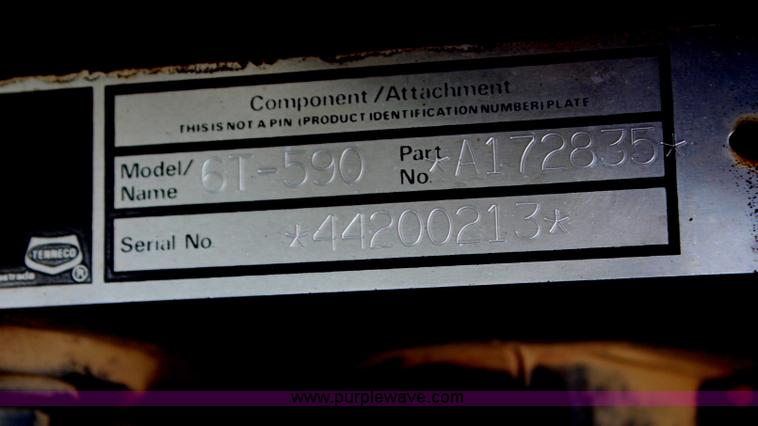 Component/Attachment
THIS IS NOT A PIN (PRODUCT IDENTIFICATION NUMBER) PLATE
Model/Name 6T-590 Part No. *A172835*
Serial No. *44200213*
TENNECO
®
www.purplewave.com